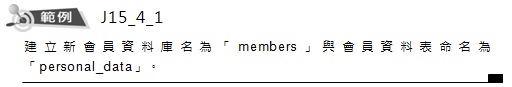 範例 J15_4_1
建立新會員資料庫名為「members」與會員資料表命名為
「personal_data」。